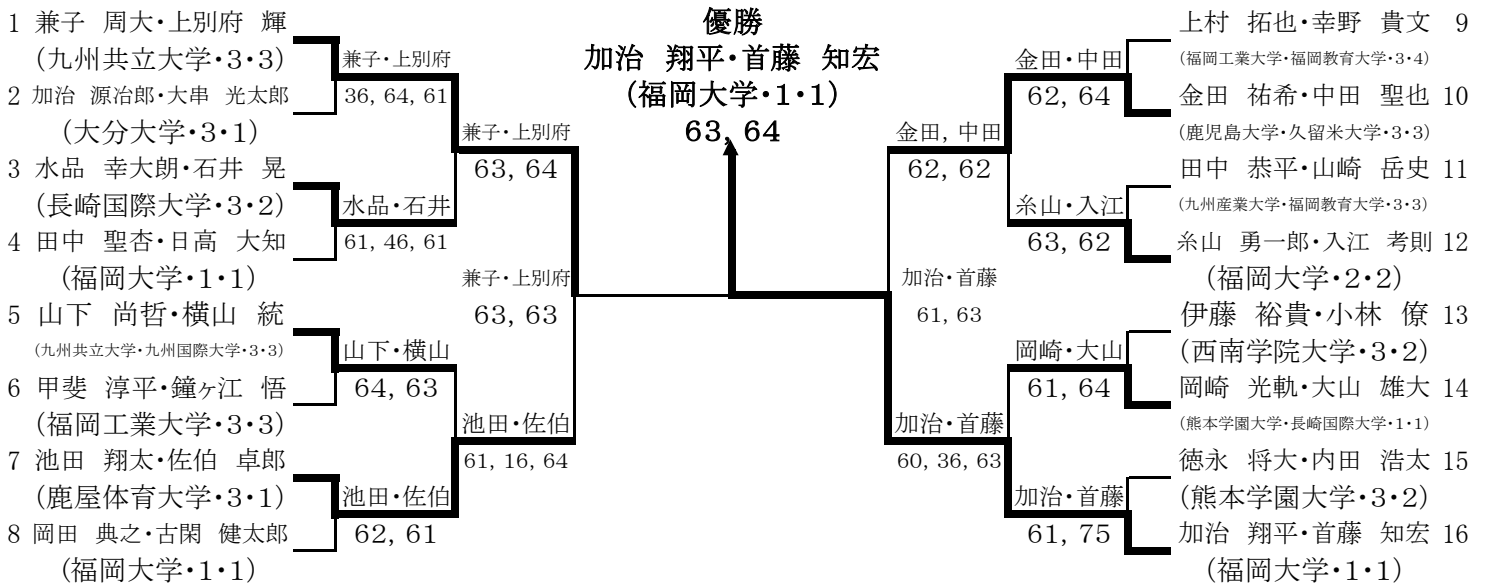 1 兼子 周大・上別府 輝
(九州共立大学・3・3)
2 加治 源冶郎・大串 光太郎
(大分大学・3・1)
3 水品 幸大朗・石井 晃
(長崎国際大学・3・2)
4 田中 聖杏・日高 大知
(福岡大学・1・1)
5 山下 尚哲・横山 統
(九州共立大学・九州国際大学・3・3)
6 甲斐 淳平・鐘ヶ江 悟
(福岡工業大学・3・3)
7 池田 翔太・佐伯 卓郎
(鹿屋体育大学・3・1)
8 岡田 典之・古閑 健太郎
(福岡大学・1・1)
兼子・上別府
36, 64, 61
水品・石井
61, 46, 61
山下・横山
64, 63
池田・佐伯
62, 61
兼子・上別府
63, 64
兼子・上別府
63, 63
池田・佐伯
61, 16, 64
優勝
加治 翔平・首藤 知宏
(福岡大学・1・1)
63, 64
金田, 中田
62, 62
加治・首藤
61, 63
加治・首藤
60, 36, 63
金田・中田
62, 64
糸山・入江
63, 62
岡崎・大山
61, 64
加治・首藤
61, 75
上村 拓也・幸野 貴文 9
(福岡工業大学・福岡教育大学・3・4)
金田 祐希・中田 聖也 10
(鹿児島大学・久留米大学・3・3)
田中 恭平・山崎 岳史 11
(九州産業大学・福岡教育大学・3・3)
糸山 勇一郎・入江 考則 12
(福岡大学・2・2)
伊藤 裕貴・小林 僚 13
(西南学院大学・3・2)
岡崎 光軌・大山 雄大 14
(熊本学園大学・長崎国際大学・1・1)
徳永 将大・内田 浩太 15
(熊本学園大学・3・2)
加治 翔平・首藤 知宏 16
(福岡大学・1・1)